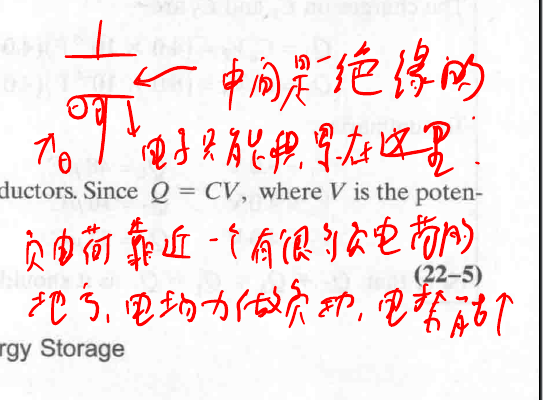 中间是绝缘的
电子只能积累在这里.
ductors. Since Q = CV, where V is the poten-
负电荷靠近一个有很多负电荷的
(22–5)
地方, 电场力做负功, 电势能↑
rgy Storage